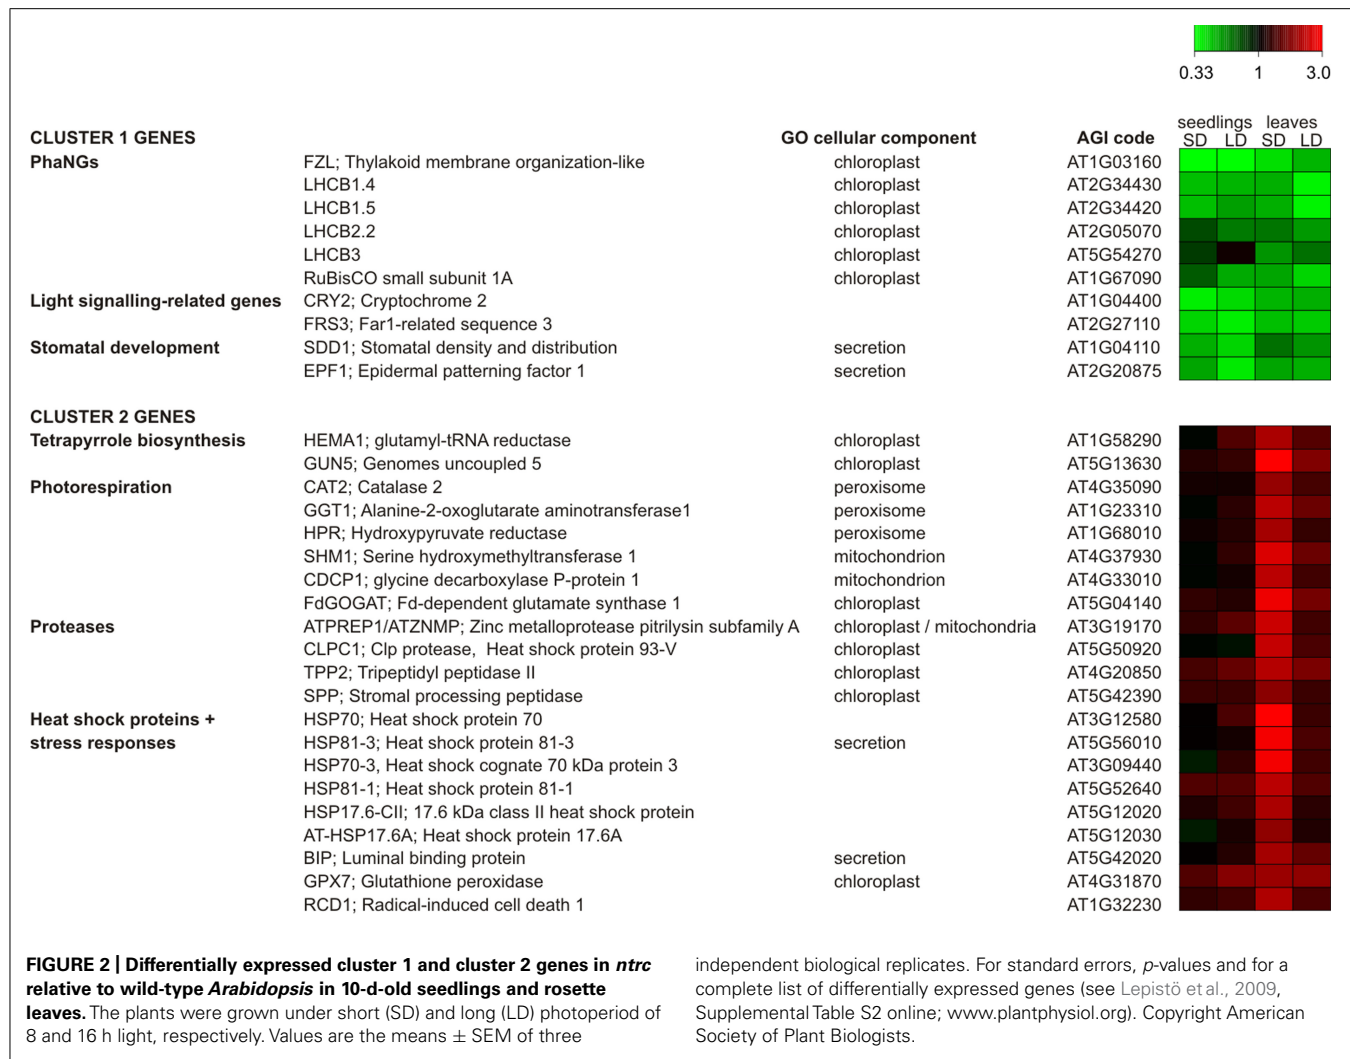 0.33 1 3.0
seedlings leaves
CLUSTER 1 GENES GO cellular component AGI code SD LD SD LD
PhaNGs FZL; Thylakoid membrane organization-like chloroplast AT1G03160
LHCB1.4 chloroplast AT2G34430
LHCB1.5 chloroplast AT2G34420
LHCB2.2 chloroplast AT2G05070
LHCB3 chloroplast AT5G54270
RuBisCO small subunit 1A chloroplast AT1G67090
Light signalling-related genes CRY2; Cryptochrome 2 AT1G04400
FRS3; Far1-related sequence 3 AT2G27110
Stomatal development SDD1; Stomatal density and distribution secretion AT1G04110
EPF1; Epidermal patterning factor 1 secretion AT2G20875
CLUSTER 2 GENES
Tetrapyrrole biosynthesis HEMA1; glutamyl-tRNA reductase chloroplast AT1G58290
GUN5; Genomes uncoupled 5 chloroplast AT5G13630
Photorespiration CAT2; Catalase 2 peroxisome AT4G35090
GGT1; Alanine-2-oxoglutarate aminotransferase1 peroxisome AT1G23310
HPR; Hydroxypyruvate reductase peroxisome AT1G68010
SHM1; Serine hydroxymethyltransferase 1 mitochondrion AT4G37930
CDCP1; glycine decarboxylase P-protein 1 mitochondrion AT4G33010
FdGOGAT; Fd-dependent glutamate synthase 1 chloroplast AT5G04140
Proteases ATPREP1/ATZNMP; Zinc metalloprotease pitrilysin subfamily A chloroplast / mitochondria AT3G19170
CLPC1; Clp protease, Heat shock protein 93-V chloroplast AT5G50920
TPP2; Tripeptidyl peptidase II chloroplast AT4G20850
SPP; Stromal processing peptidase chloroplast AT5G42390
Heat shock proteins + HSP70; Heat shock protein 70 AT3G12580
stress responses HSP81-3; Heat shock protein 81-3 secretion AT5G56010
HSP70-3, Heat shock cognate 70 kDa protein 3 AT3G09440
HSP81-1; Heat shock protein 81-1 AT5G52640
HSP17.6-CII; 17.6 kDa class II heat shock protein AT5G12020
AT-HSP17.6A; Heat shock protein 17.6A AT5G12030
BIP; Luminal binding protein secretion AT5G42020
GPX7; Glutathione peroxidase chloroplast AT4G31870
RCD1; Radical-induced cell death 1 AT1G32230
FIGURE 2 | Differentially expressed cluster 1 and cluster 2 genes in ntrc
relative to wild-type Arabidopsis in 10-d-old seedlings and rosette
leaves. The plants were grown under short (SD) and long (LD) photoperiod of
8 and 16 h light, respectively. Values are the means ± SEM of three
independent biological replicates. For standard errors, p-values and for a
complete list of differentially expressed genes (see Lepistö et al., 2009,
Supplemental Table S2 online; www.plantphysiol.org). Copyright American
Society of Plant Biologists.